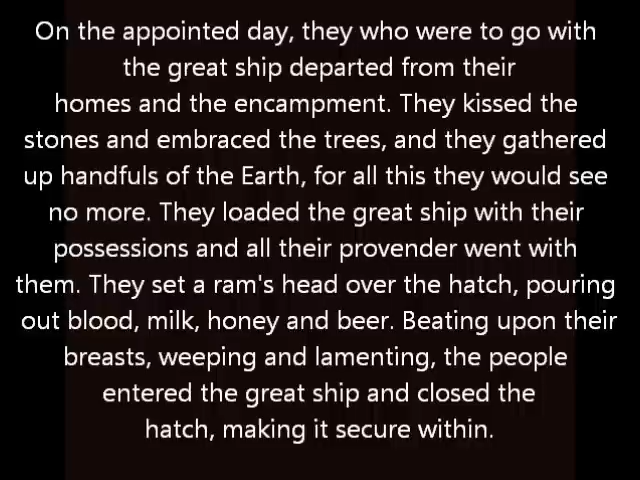 On the appointed day, they who were to go with
the great ship departed from their
homes and the encampment. They kissed the
stones and embraced the trees, and they gathered
up handfuls of the Earth, for all this they would see
no more. They loaded the great ship with their
possessions and all their provender went with
them. They set a ram's head over the hatch, pouring
out blood, milk, honey and beer. Beating upon their
breasts, weeping and lamenting, the people
entered the great ship and closed the
hatch, making it secure within.